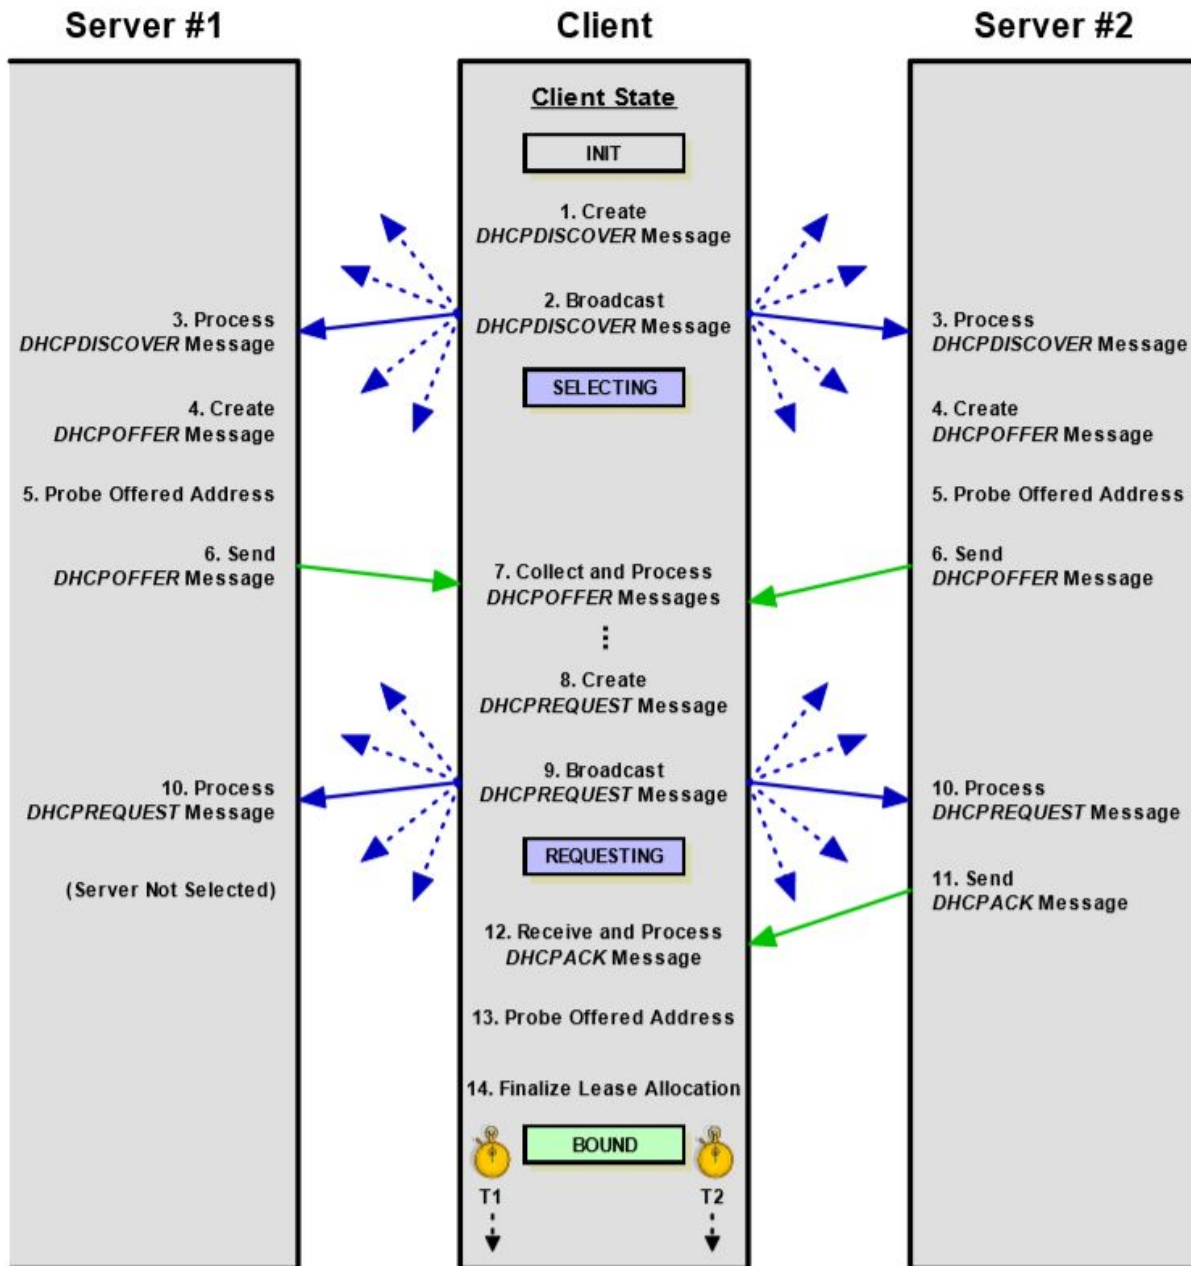 Server #1
Client
Server #2
Client State
INIT
1. Create
DHCPDISCOVER Message
2. Broadcast
DHCPDISCOVER Message
3. Process
DHCPDISCOVER Message
3. Process
DHCPDISCOVER Message
SELECTING
4. Create
DHCPOFFER Message
4. Create
DHCPOFFER Message
5. Probe Offered Address
5. Probe Offered Address
6. Send
DHCPOFFER Message
6. Send
DHCPOFFER Message
7. Collect and Process
DHCPOFFER Messages
8. Create
DHCPREQUEST Message
9. Broadcast
DHCPREQUEST Message
10. Process
DHCPREQUEST Message
10. Process
DHCPREQUEST Message
REQUESTING
(Server Not Selected)
11. Send
DHCPACK Message
12. Receive and Process
DHCPACK Message
13. Probe Offered Address
14. Finalize Lease Allocation
BOUND
T1
T2